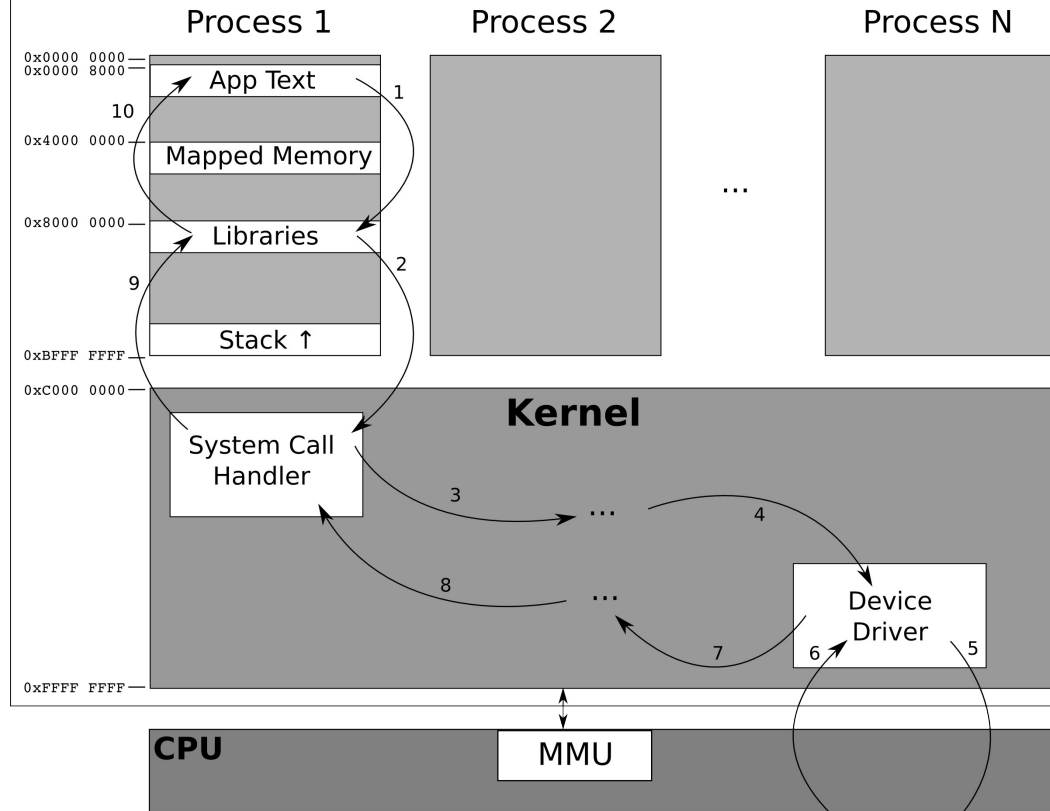 Process 1
Process 2
Process N
0x0000 0000
0x0000 8000
App Text
1
10
0x4000 0000
Mapped Memory
...
0x8000 0000
Libraries
2
9
Stack ↑
0xBFFF FFFF
0xC000 0000
Kernel
System Call
Handler
3
...
4
8
...
Device
Driver
7
6
5
0xFFFF FFFF
CPU
MMU